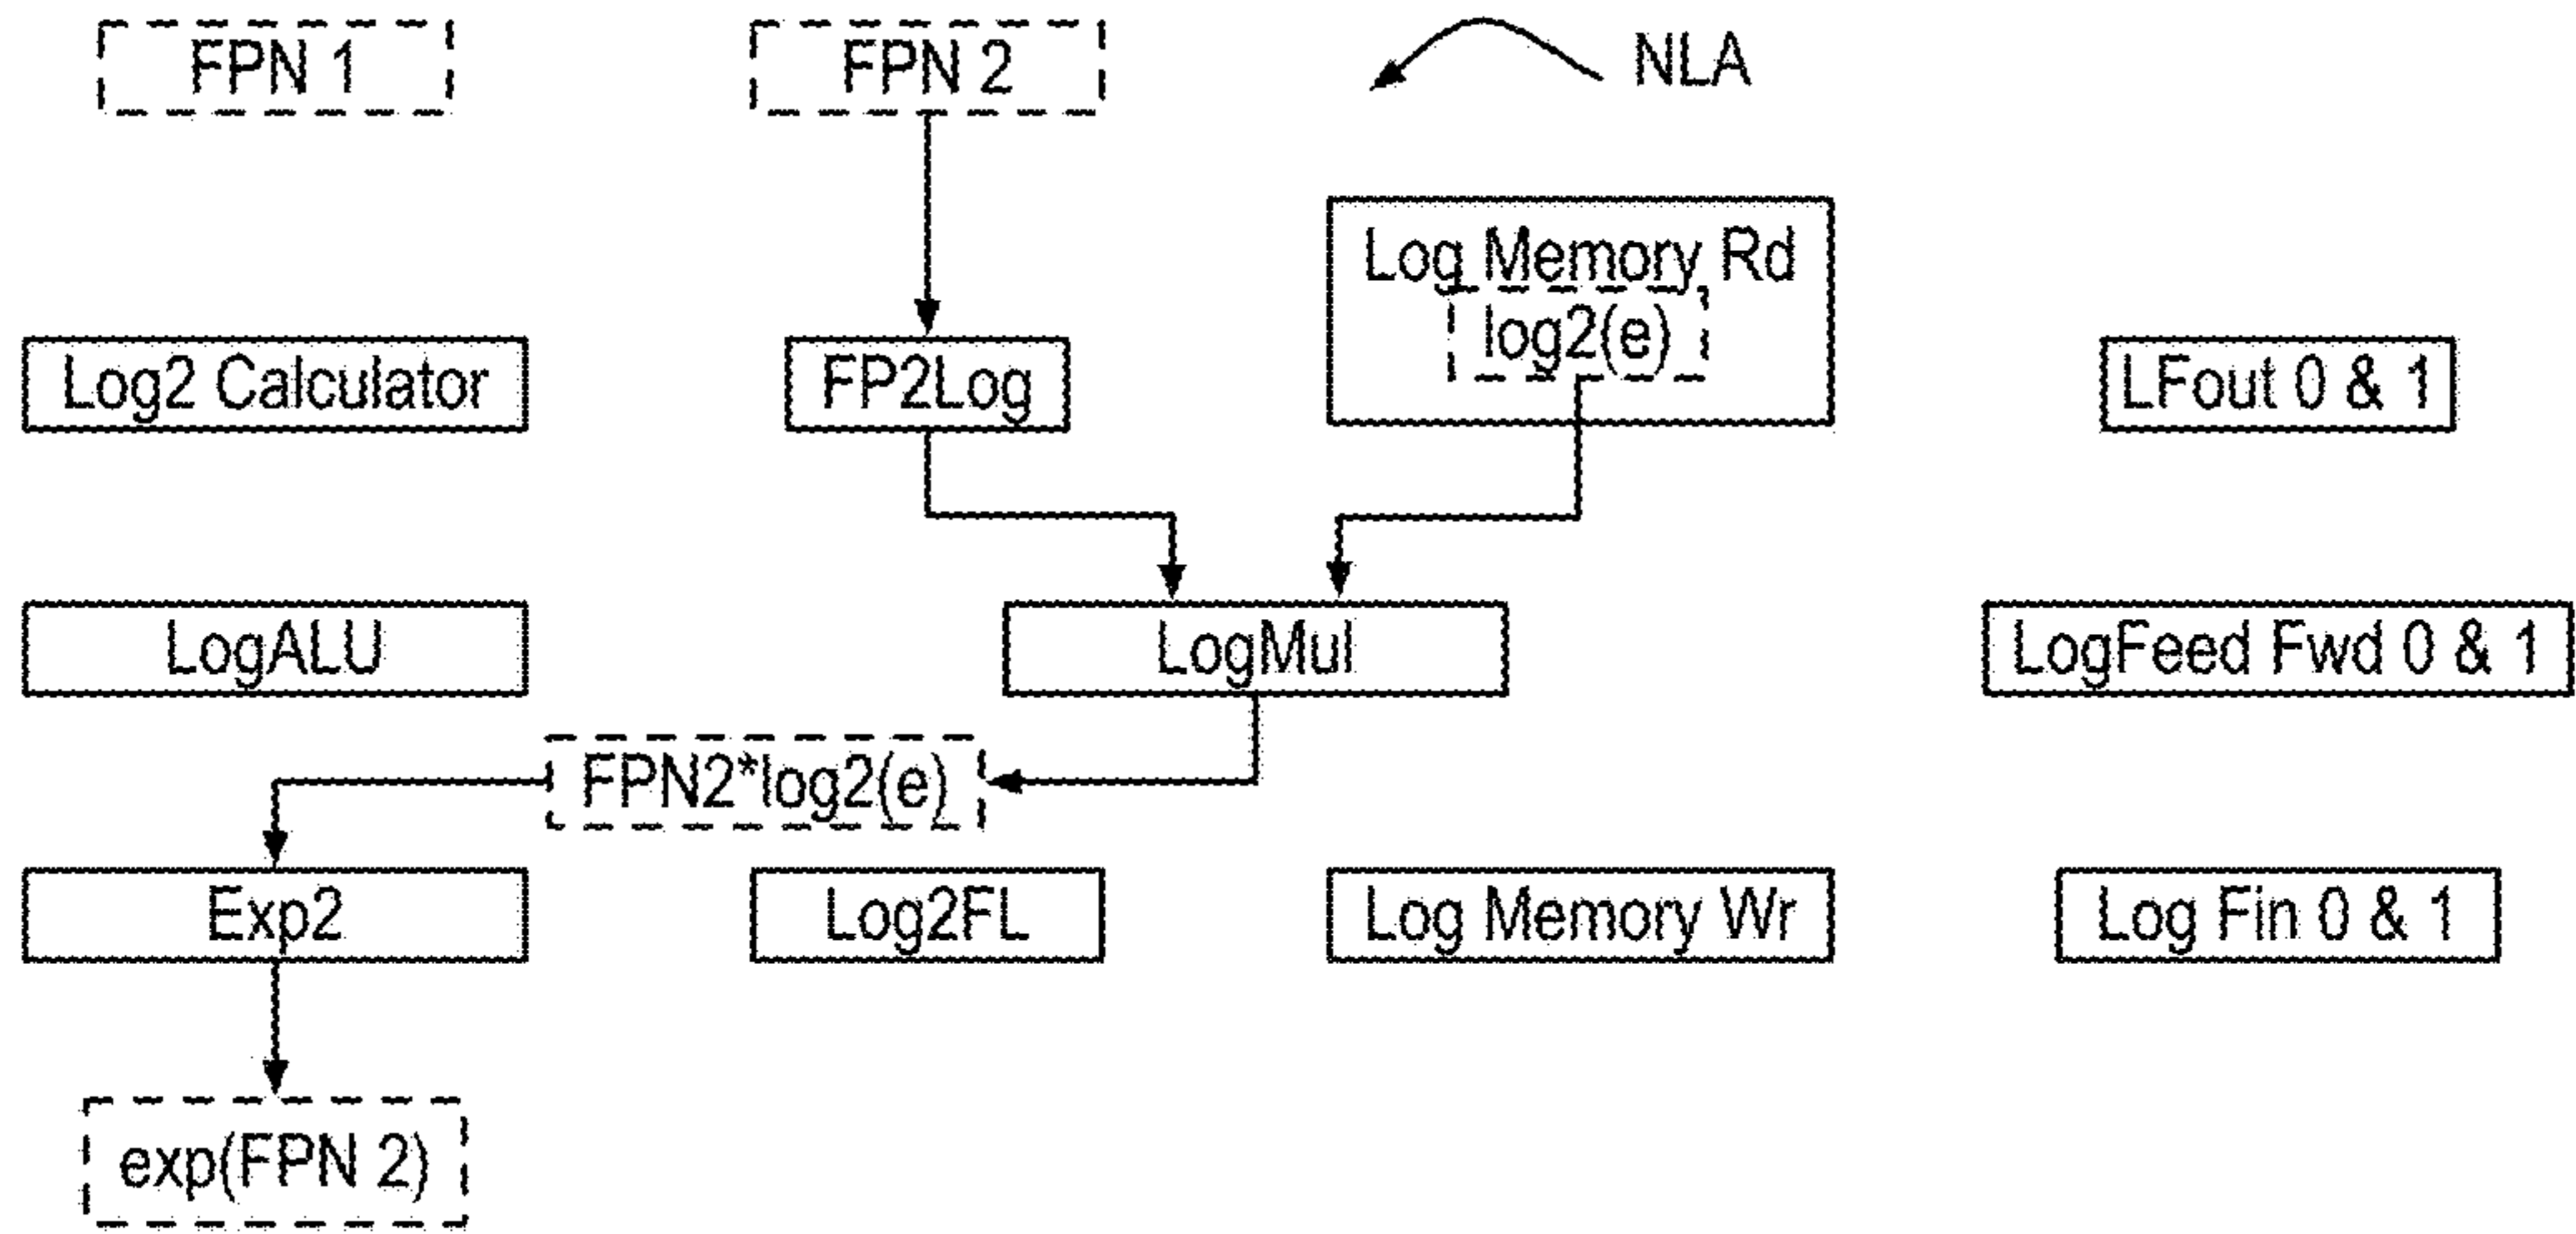 FPN 1
FPN 2
NLA
Log Memory Rd
log2(e)
Log2 Calculator
FP2Log
LFout 0 & 1
LogALU
LogMul
LogFeed Fwd 0 & 1
FPN2*log2(e)
Exp2
Log2FL
Log Memory Wr
Log Fin 0 & 1
exp(FPN 2)